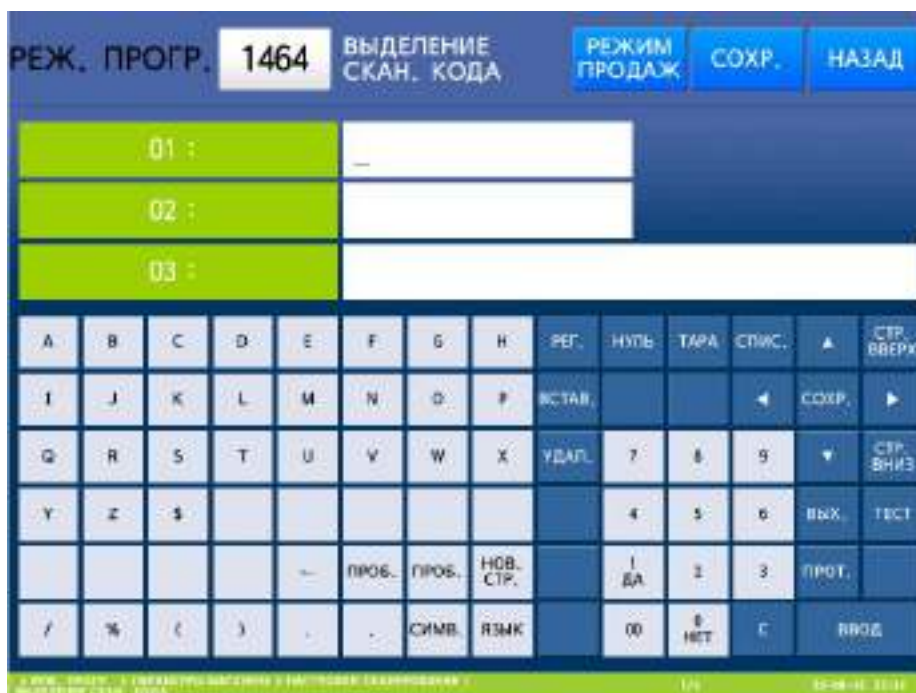 РЕЖ. ПРОГР. 1464 ВЫДЕЛЕНИЕ СКАН. КОДА РЕЖИМ ПРОДАЖ СОХР. НАЗАД
01 :
02 :
03 :
A B C D E F G H РЕГ. НУЛЬ ТАРА СПИС. ▲ СТР. ВВЕРХ
I J K L M N O P ВСТАВ. ◄ СОХР. ►
Q R S T U V W X УДАЛ. 7 8 9 ▼ СТР. ВНИЗ
Y Z $ 4 5 6 ВЫХ. ТЕСТ
ПРОБ. ПРОБ. НОВ. СТР. 1 ДА 2 3 ПРОТ.
/ % ( ) СИМВ. ЯЗЫК 00 0 НЕТ C ВВОД